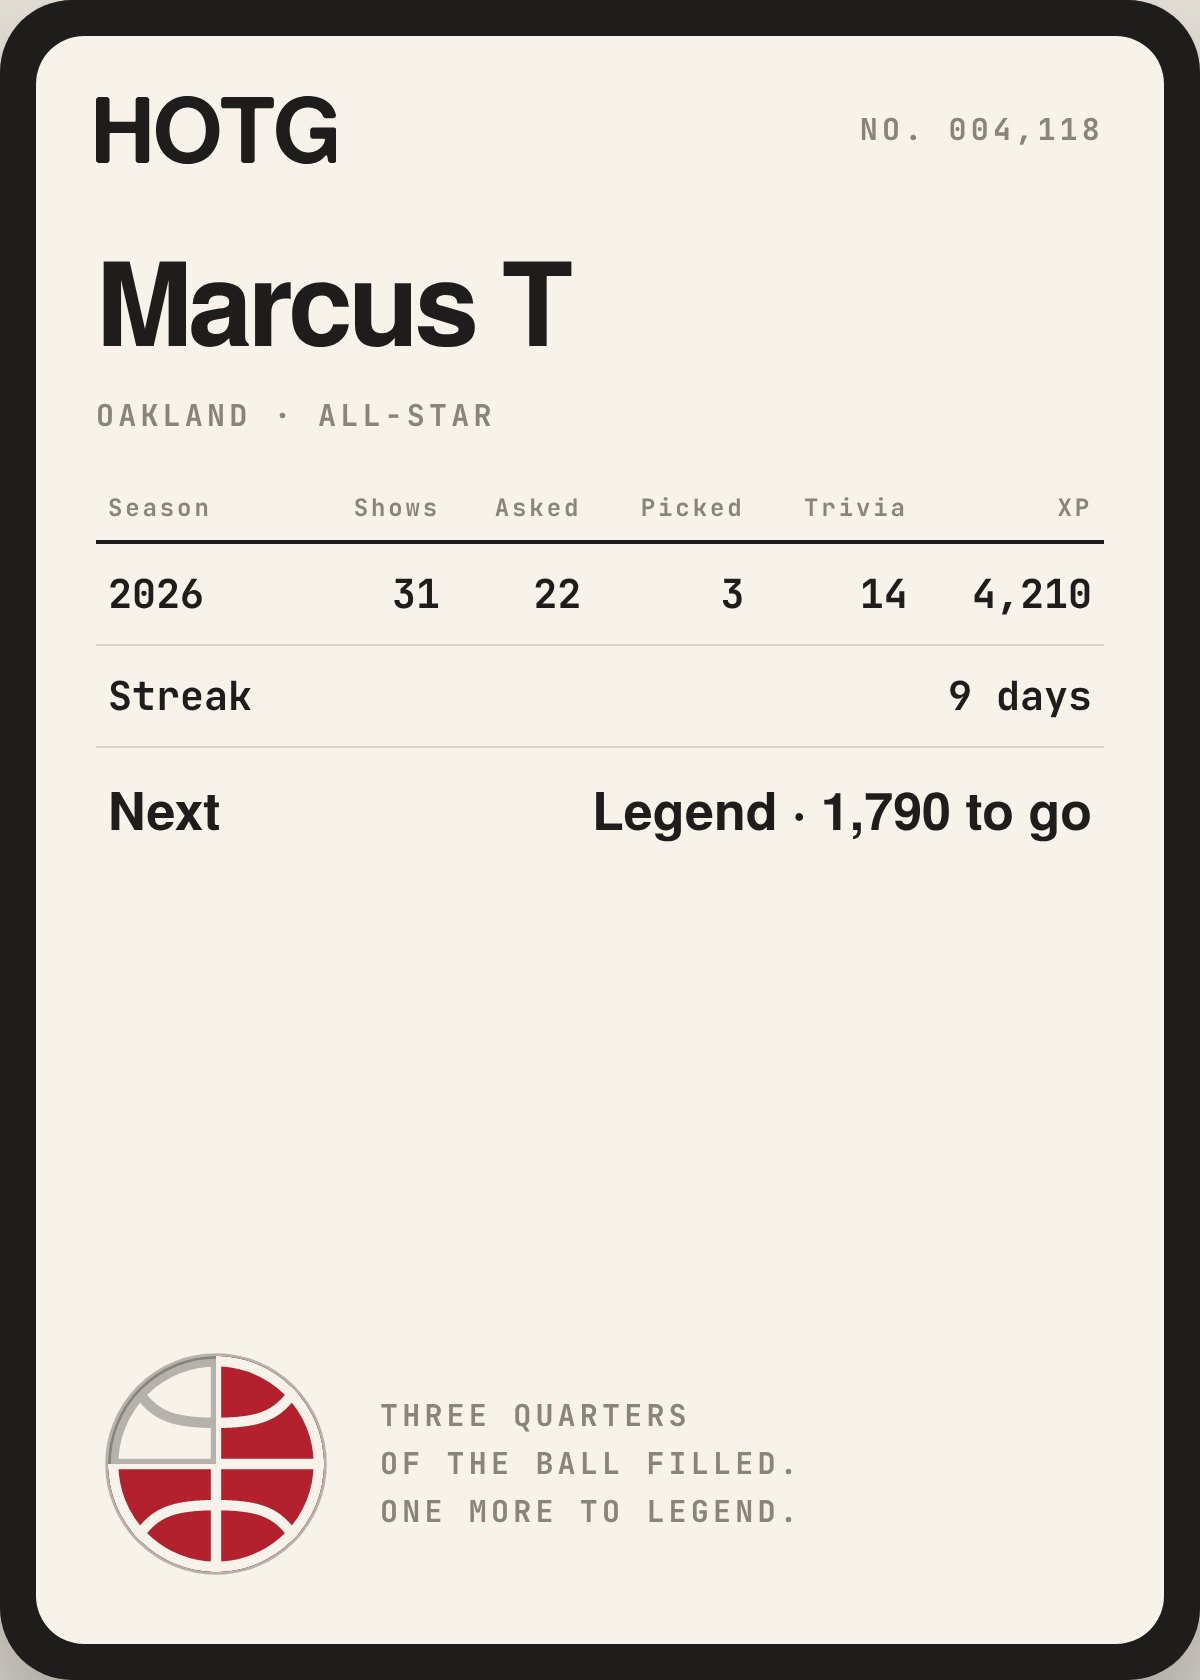 HOTG
NO. 004,118
Marcus T
OAKLAND · ALL-STAR
Season Shows Asked Picked Trivia XP
2026 31 22 3 14 4,210
Streak 9 days
Next Legend · 1,790 to go
THREE QUARTERS
OF THE BALL FILLED.
ONE MORE TO LEGEND.